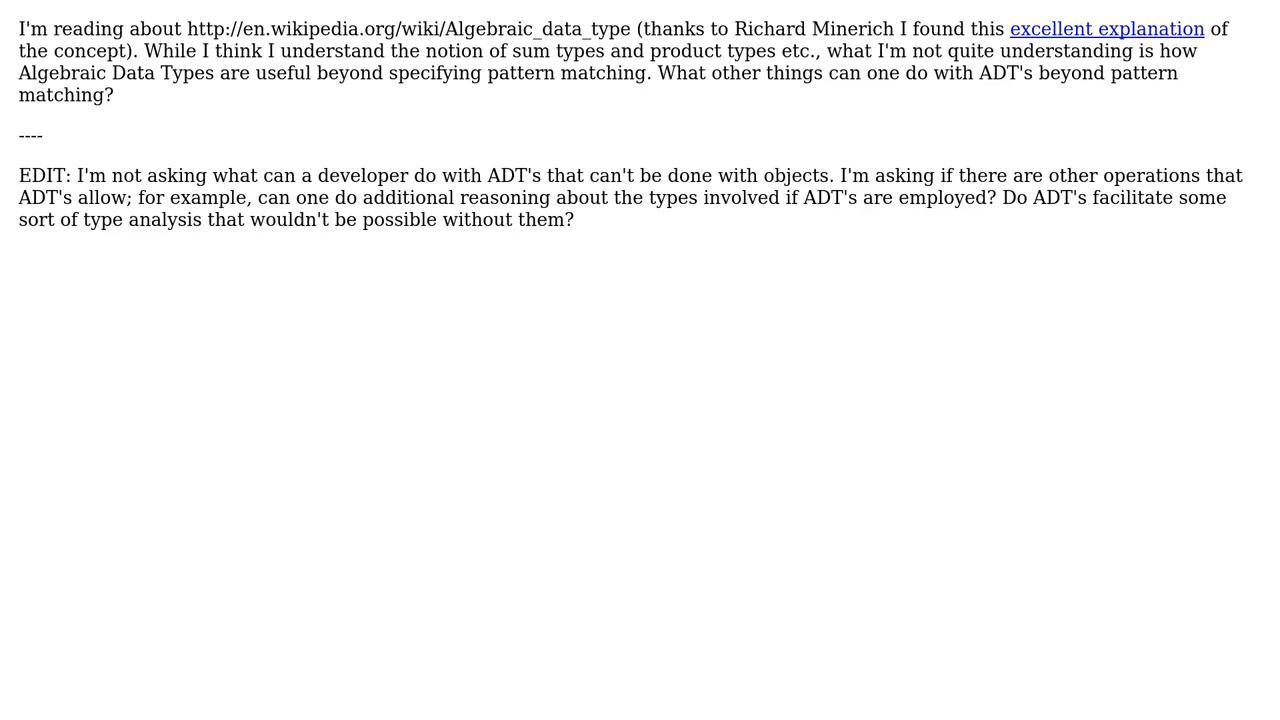 I'm reading about http://en.wikipedia.org/wiki/Algebraic_data_type (thanks to Richard Minerich I found this excellent explanation of
the concept). While I think I understand the notion of sum types and product types etc., what I'm not quite understanding is how
Algebraic Data Types are useful beyond specifying pattern matching. What other things can one do with ADT's beyond pattern
matching?
----
EDIT: I'm not asking what can a developer do with ADT's that can't be done with objects. I'm asking if there are other operations that
ADT's allow; for example, can one do additional reasoning about the types involved if ADT's are employed? Do ADT's facilitate some
sort of type analysis that wouldn't be possible without them?